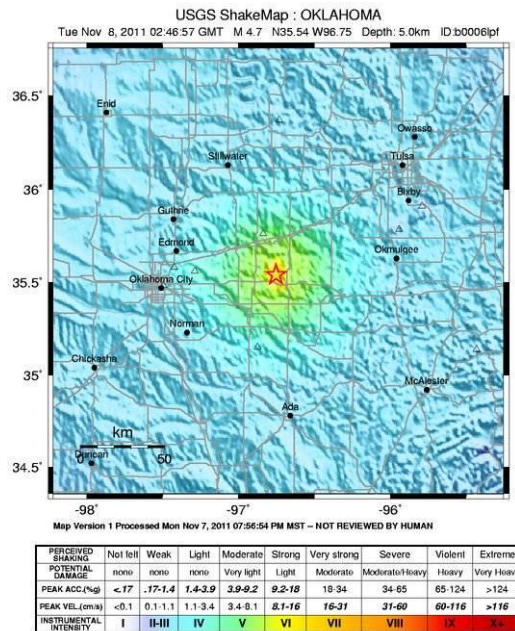 USGS ShakeMap : OKLAHOMA
Tue Nov 8, 2011 02:46:57 GMT M 4.7 N35.54 W96.75 Depth: 5.0km ID:b0006lpf
36.5°
Enid
Owasso
Stillwater
Tulsa
36°
Bixby
Guthrie
Edmond
Okmulgee
35.5°
Oklahoma City
Norman
Chickasha
35°
McAlester
Ada
km
34.5°
Duncan
0 50
-98° -97° -96°
Map Version 1 Processed Mon Nov 7, 2011 07:56:54 PM MST -- NOT REVIEWED BY HUMAN
PERCEIVED SHAKING Not felt Weak Light Moderate Strong Very strong Severe Violent Extreme
POTENTIAL DAMAGE none none none Very light Light Moderate Moderate/Heavy Heavy Very Heavy
PEAK ACC.(%g) <.17 .17-1.4 1.4-3.9 3.9-9.2 9.2-18 18-34 34-65 65-124 >124
PEAK VEL.(cm/s) <0.1 0.1-1.1 1.1-3.4 3.4-8.1 8.1-16 16-31 31-60 60-116 >116
INSTRUMENTAL INTENSITY I II-III IV V VI VII VIII IX X+